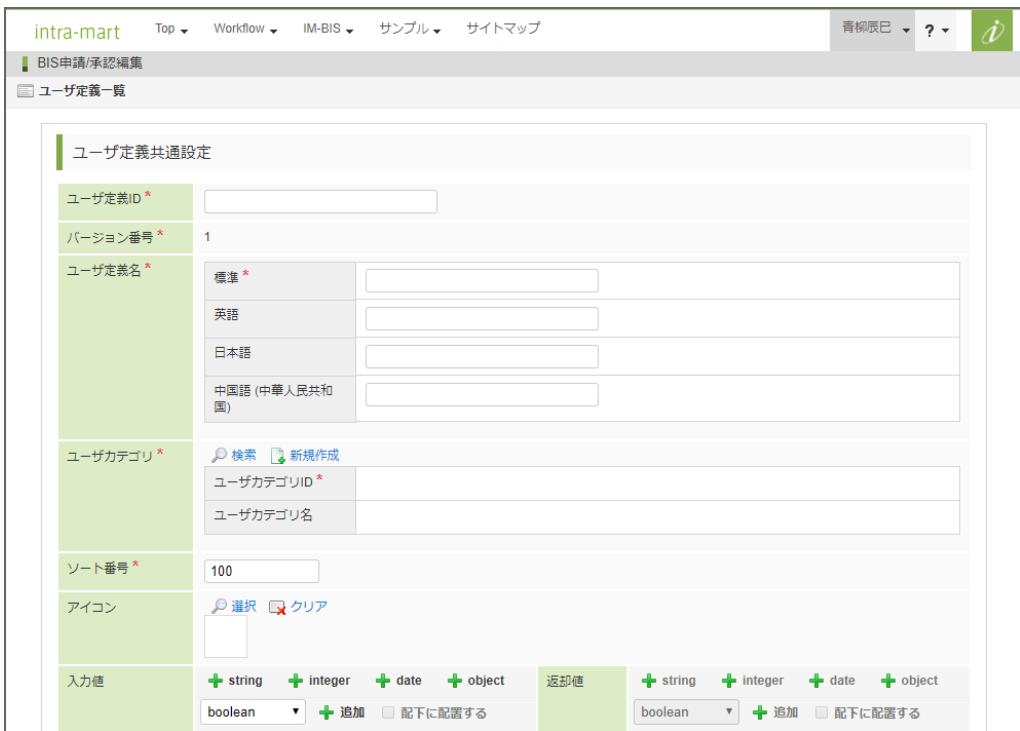 intra-mart Top Workflow IM-BIS サンプル サイトマップ 青柳辰巳 ?
BIS申請/承認編集
ユーザ定義一覧
ユーザ定義共通設定
ユーザ定義ID *
バージョン番号 * 1
ユーザ定義名 *
標準 *
英語
日本語
中国語 (中華人民共和
国)
ユーザカテゴリ * 検索 新規作成
ユーザカテゴリID *
ユーザカテゴリ名
ソート番号 * 100
アイコン 選択 クリア
入力値 string integer date object 返却値 string integer date object
boolean 追加 配下に配置する boolean 追加 配下に配置する